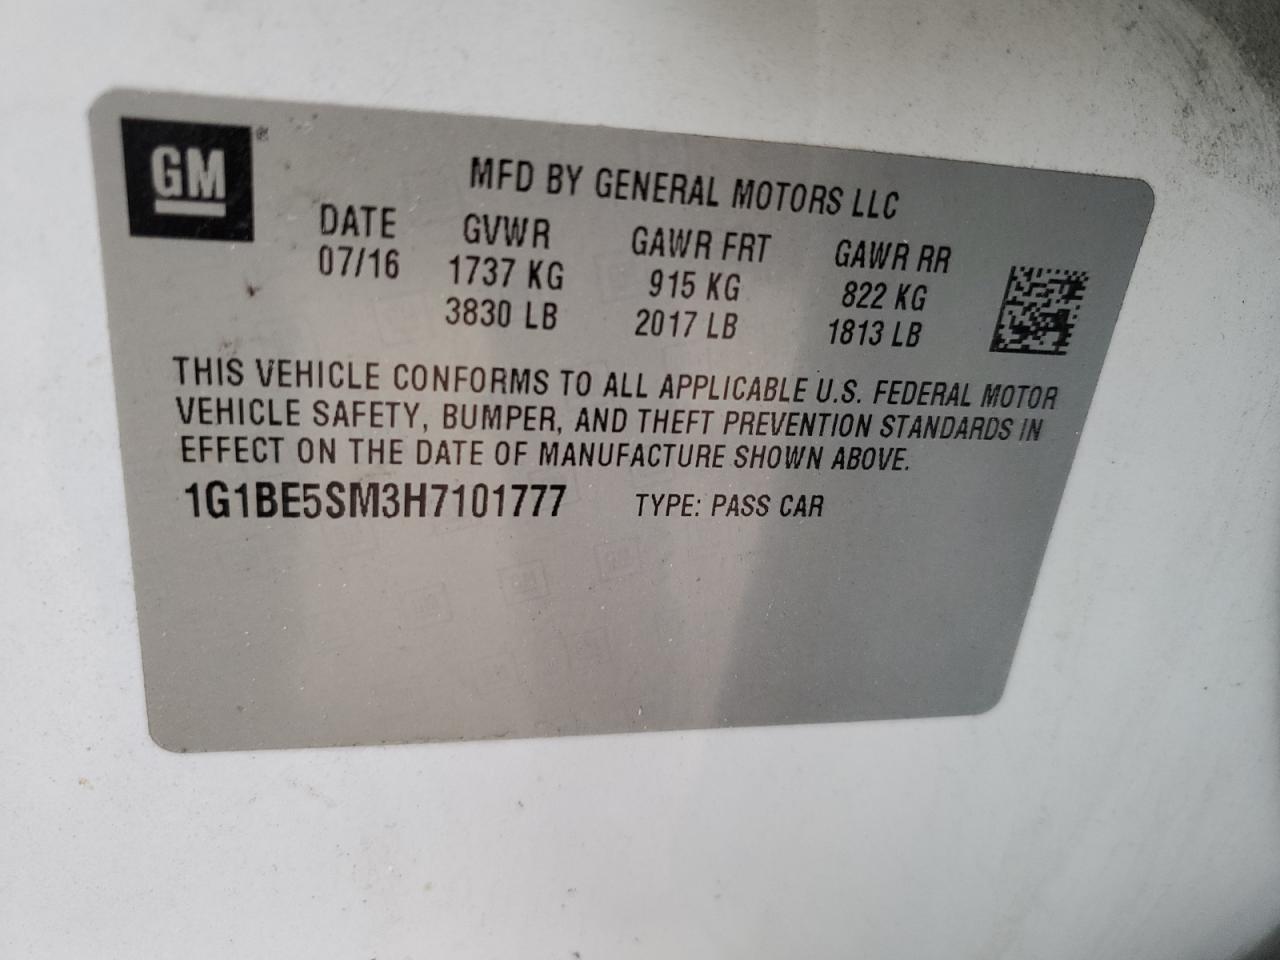 GM®
MFD BY GENERAL MOTORS LLC
DATE GVWR GAWR FRT GAWR RR
07/16 1737 KG 915 KG 822 KG
3830 LB 2017 LB 1813 LB
THIS VEHICLE CONFORMS TO ALL APPLICABLE U.S. FEDERAL MOTOR
VEHICLE SAFETY, BUMPER, AND THEFT PREVENTION STANDARDS IN
EFFECT ON THE DATE OF MANUFACTURE SHOWN ABOVE.
1G1BE5SM3H7101777 TYPE: PASS CAR